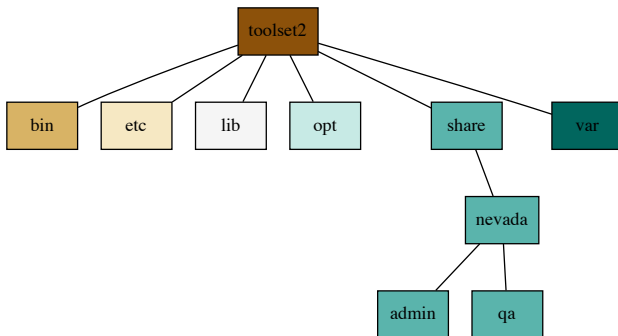 toolset2
bin
etc
lib
opt
share
var
nevada
admin
qa